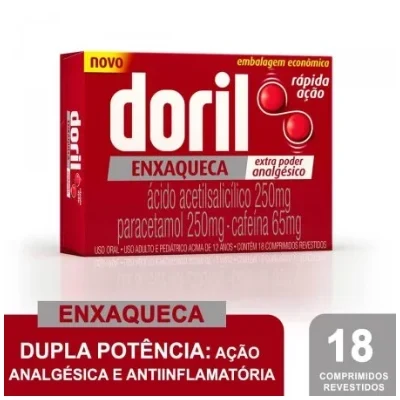 novo
embalagem econômica
doril
rápida
ação
ENXAQUECA
extra poder
analgésico
ácido acetilsalicílico 250mg
paracetamol 250mg - cafeína 65mg
USO ORAL • USO ADULTO E PEDIÁTRICO ACIMA DE 12 ANOS • CONTÉM 18 COMPRIMIDOS REVESTIDOS
doril
ENXAQUECA
DUPLA POTÊNCIA: AÇÃO
ANALGÉSICA E ANTIINFLAMATÓRIA
18
COMPRIMIDOS
REVESTIDOS